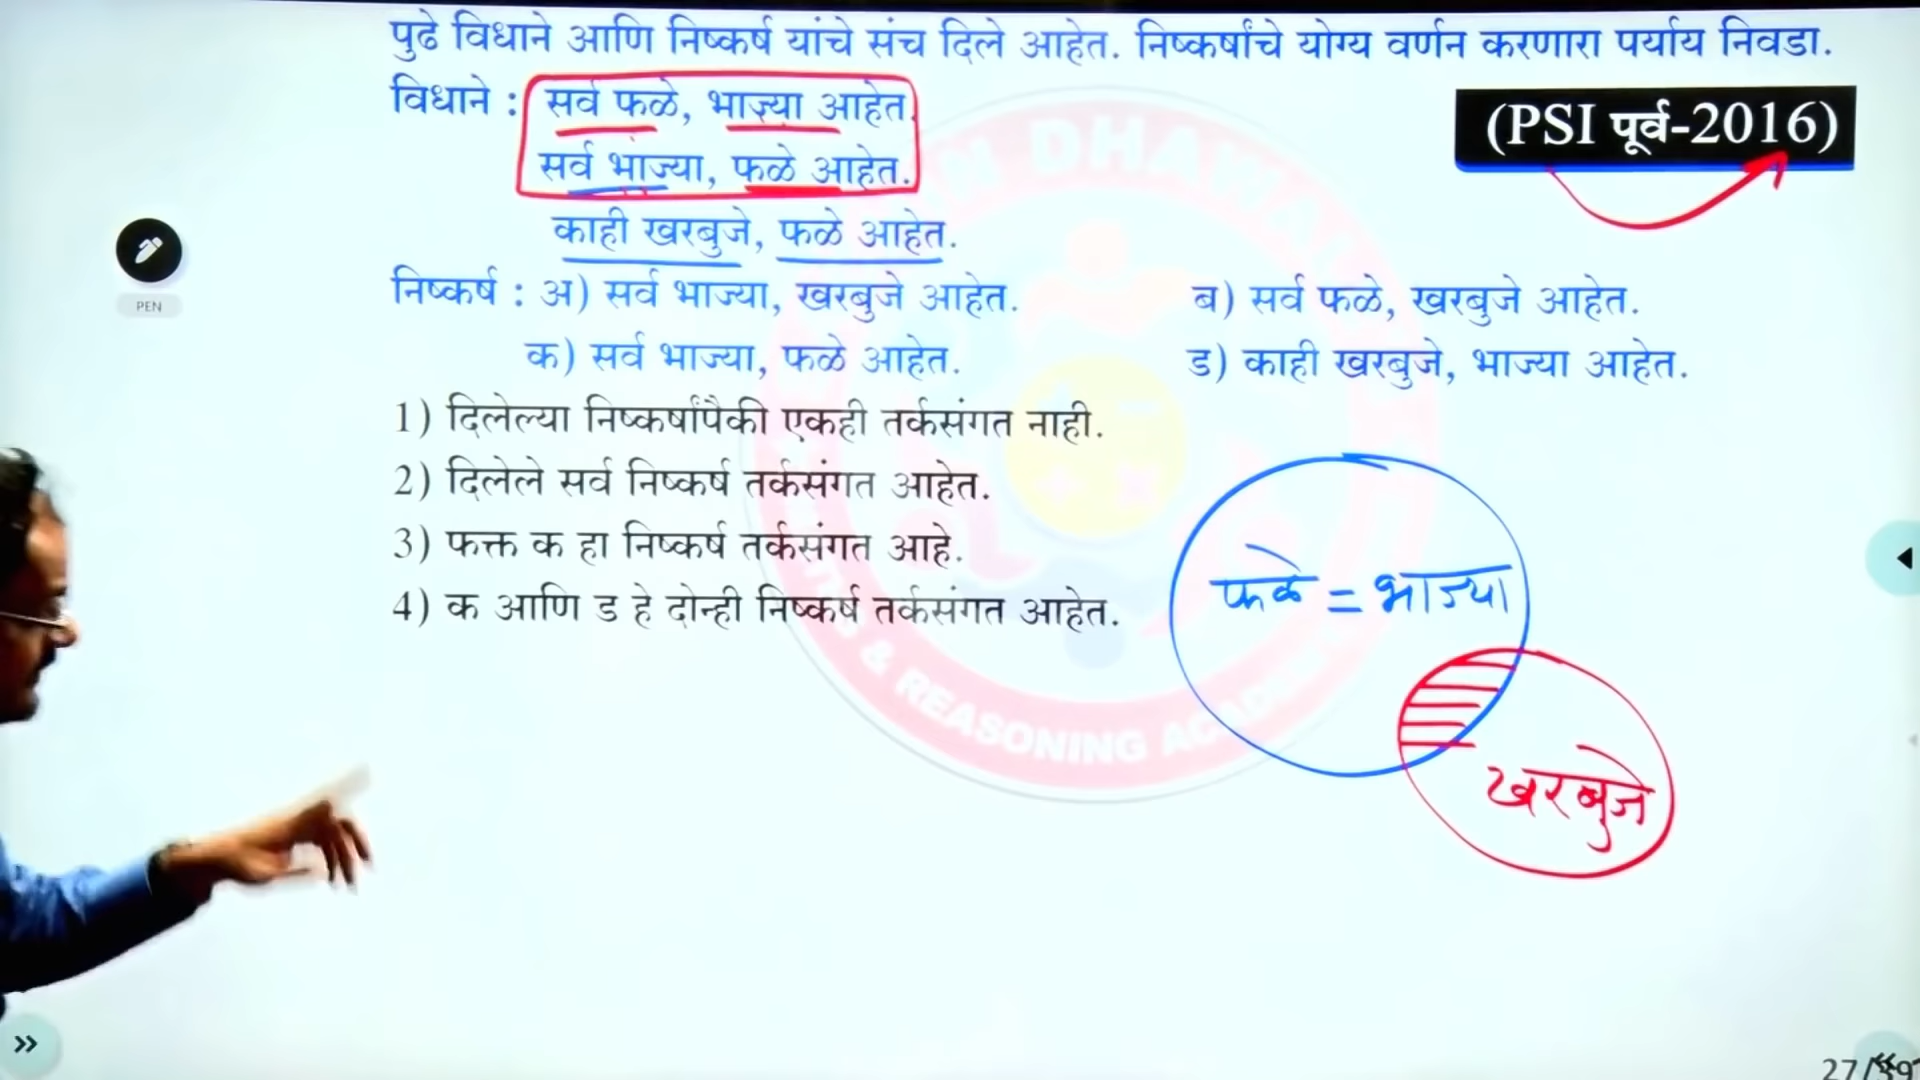 पुढे विधाने आणि निष्कर्ष यांचे संच दिले आहेत. निष्कर्षांचे योग्य वर्णन करणारा पर्याय निवडा.
विधाने : सर्व फळे, भाज्या आहेत.
(PSI पूर्व-2016)
सर्व भाज्या, फळे आहेत.
काही खरबुजे, फळे आहेत.
PEN
निष्कर्ष : अ) सर्व भाज्या, खरबुजे आहेत. ब) सर्व फळे, खरबुजे आहेत.
क) सर्व भाज्या, फळे आहेत. ड) काही खरबुजे, भाज्या आहेत.
1) दिलेल्या निष्कर्षांपैकी एकही तर्कसंगत नाही.
2) दिलेले सर्व निष्कर्ष तर्कसंगत आहेत.
3) फक्त क हा निष्कर्ष तर्कसंगत आहे.
4) क आणि ड हे दोन्ही निष्कर्ष तर्कसंगत आहेत.
फळे = भाज्या
खरबुजे
DHAWA
& REASONING
27/